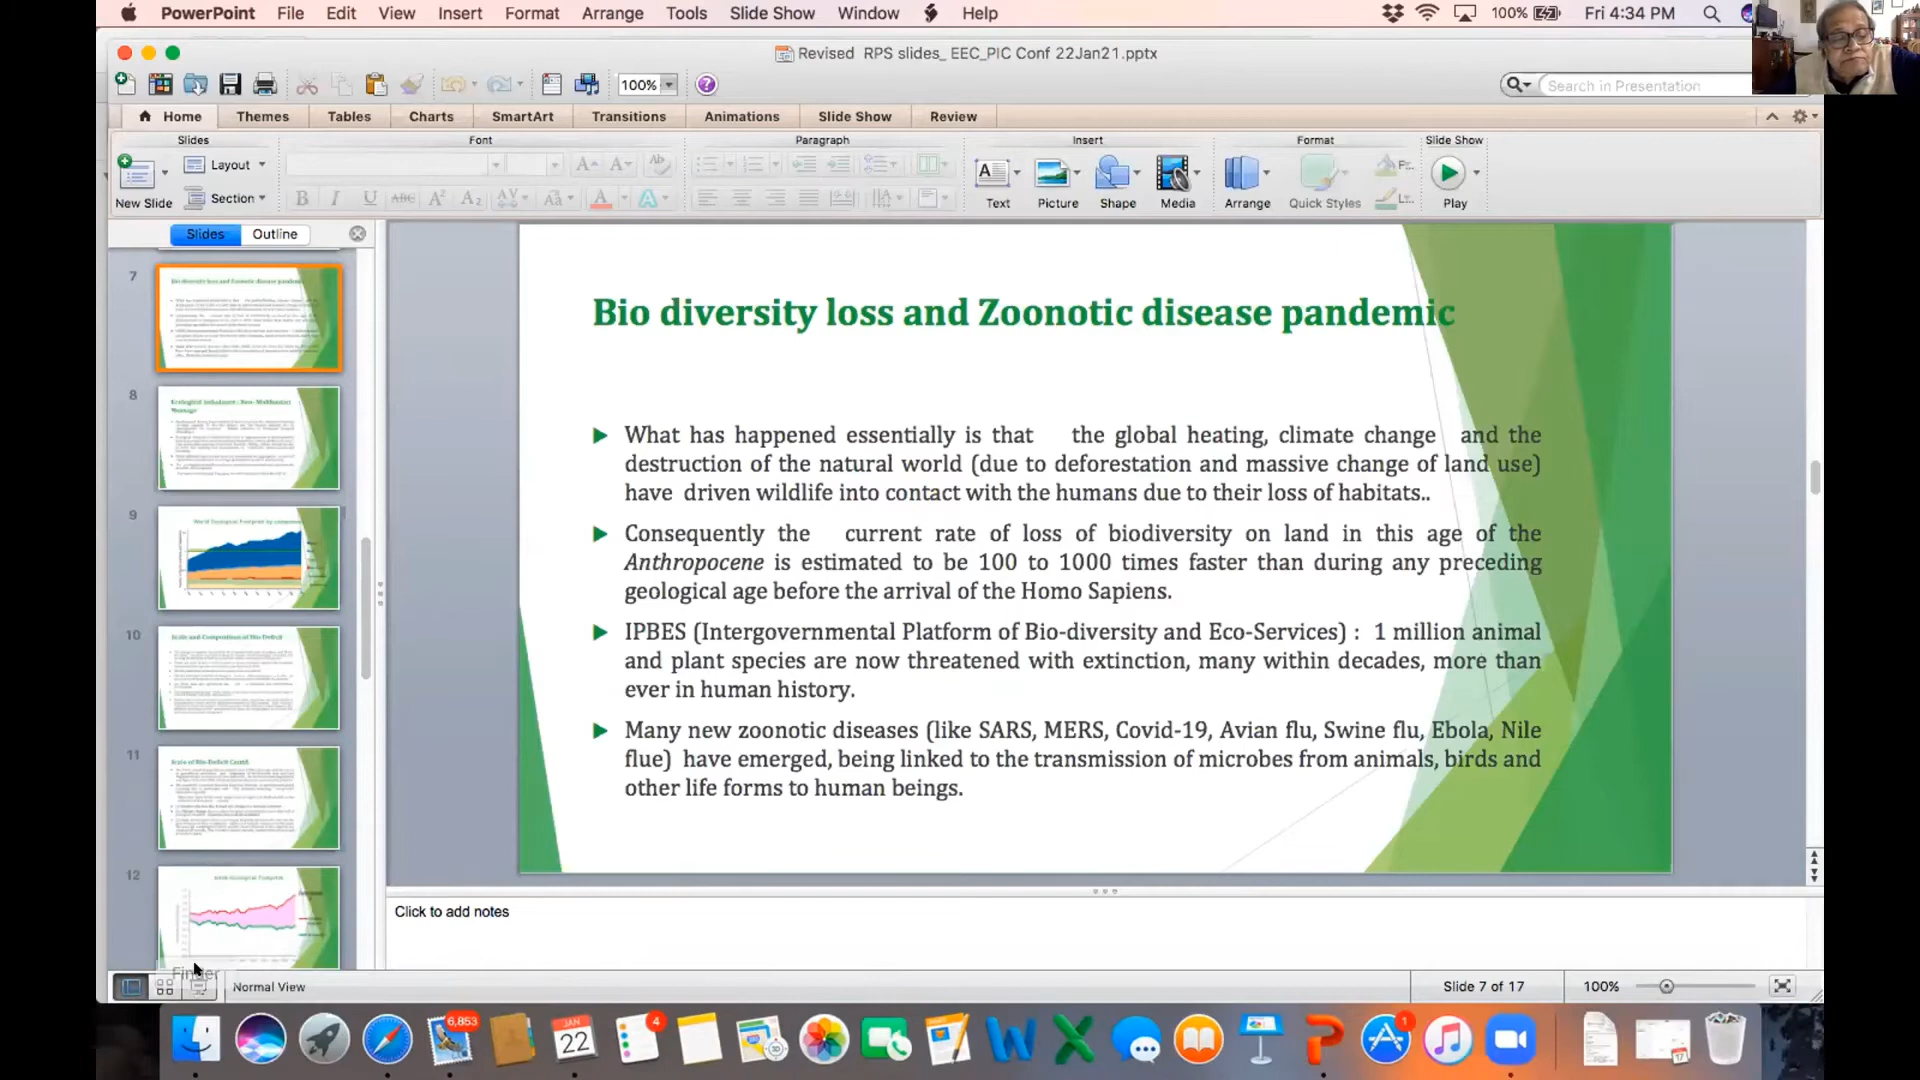 PowerPoint File Edit View Insert Format Arrange Tools Slide Show Window Help 100% Fri 4:34 PM
Revised RPS slides_ EEC_PIC Conf 22Jan21.pptx
100% Search in Presentation
Home Themes Tables Charts SmartArt Transitions Animations Slide Show Review
Slides Font Paragraph Insert Format Slide Show
New Slide Layout Section Text Picture Shape Media Arrange Quick Styles Play
Slides Outline
7
8
9
10
11
12
Bio diversity loss and Zoonotic disease pandemic
What has happened essentially is that the global heating, climate change and the
destruction of the natural world (due to deforestation and massive change of land use)
have driven wildlife into contact with the humans due to their loss of habitats..
Consequently the current rate of loss of biodiversity on land in this age of the
Anthropocene is estimated to be 100 to 1000 times faster than during any preceding
geological age before the arrival of the Homo Sapiens.
IPBES (Intergovernmental Platform of Bio-diversity and Eco-Services) : 1 million animal
and plant species are now threatened with extinction, many within decades, more than
ever in human history.
Many new zoonotic diseases (like SARS, MERS, Covid-19, Avian flu, Swine flu, Ebola, Nile
flue) have emerged, being linked to the transmission of microbes from animals, birds and
other life forms to human beings.
Click to add notes
Finder
Normal View Slide 7 of 17 100%
6,853 JAN 22 4 1 17